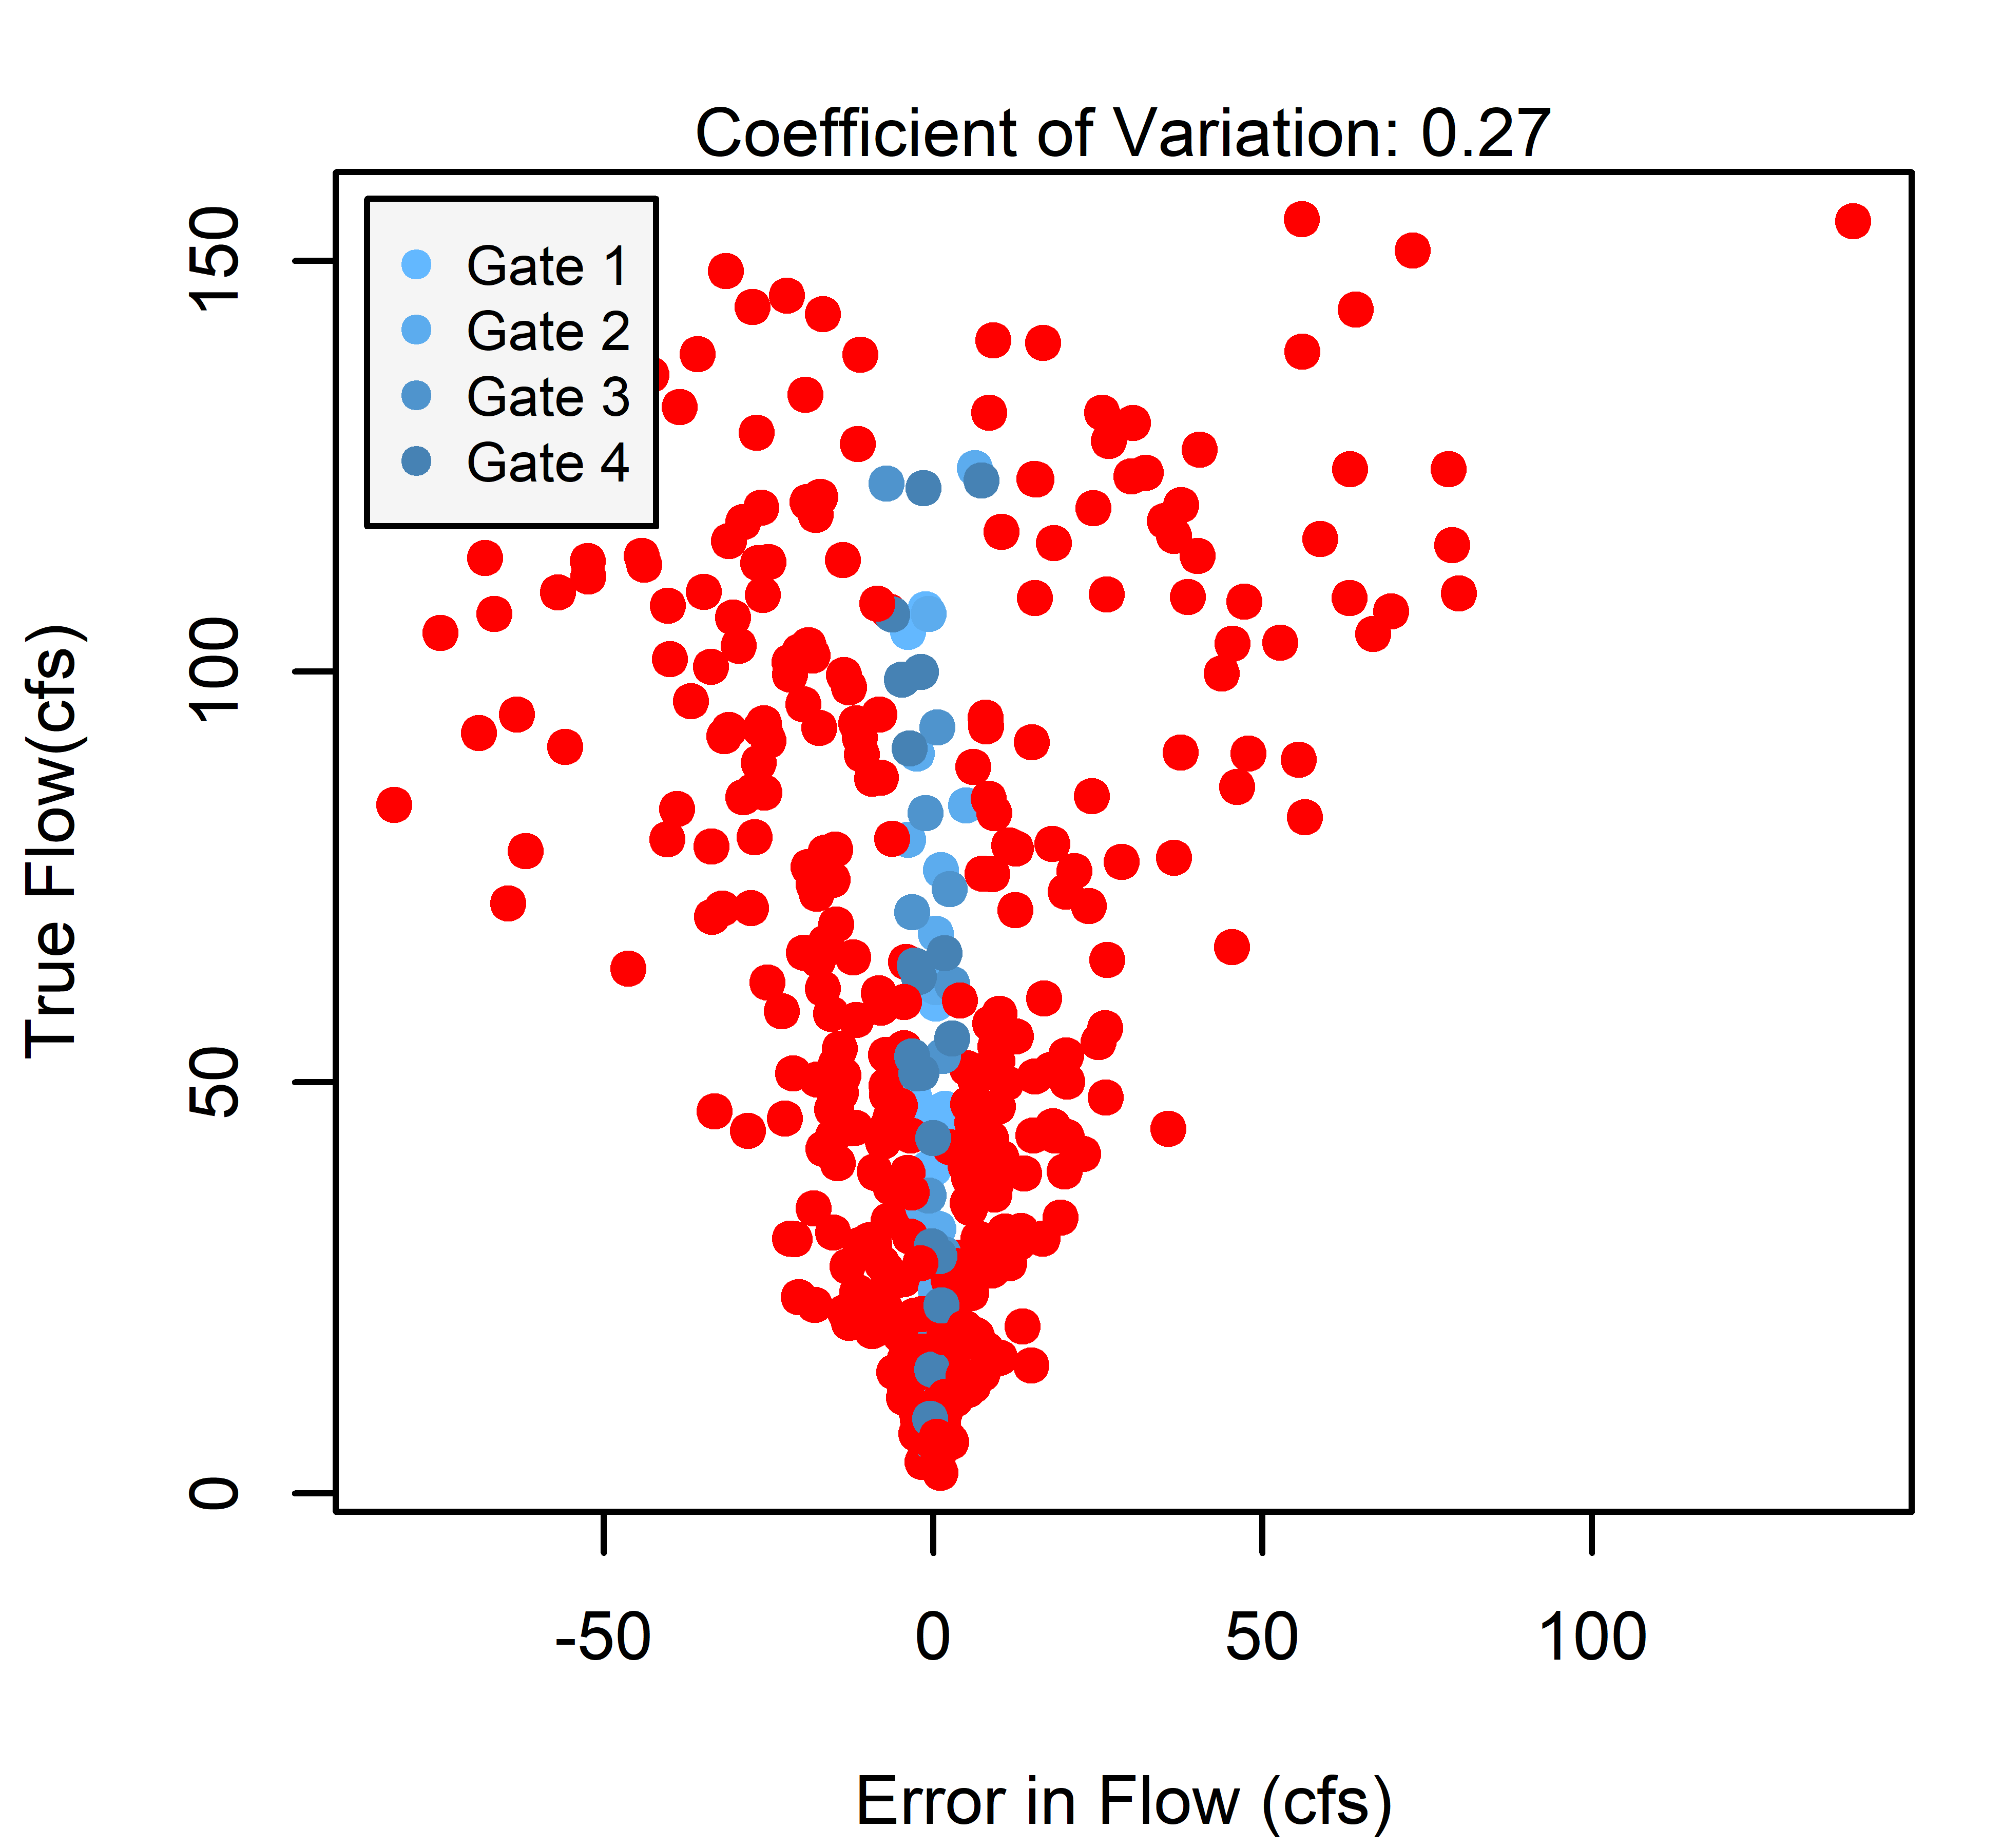 Coefficient of Variation: 0.27
Gate 1
Gate 2
Gate 3
Gate 4
True Flow(cfs)
150
100
50
0
-50 0 50 100
Error in Flow (cfs)